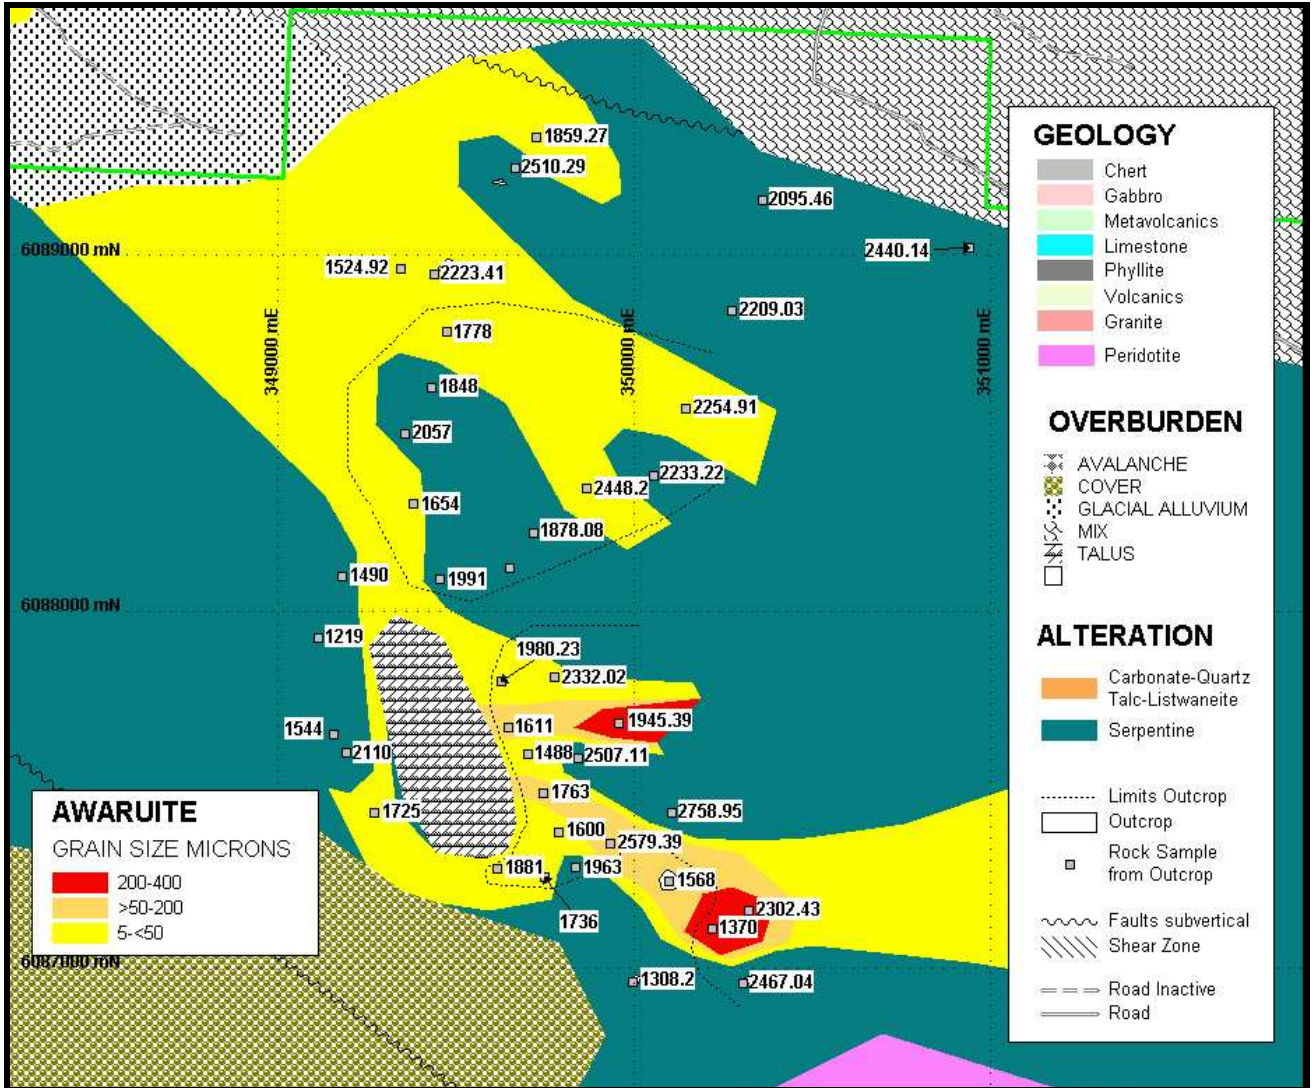 1859.27
2510.29
2095.46
6089000 mN
2440.14
1524.92
2223.41
2209.03
349000 mE
350000 mE
351000 mE
1778
1848
2254.91
2057
2233.22
2448.2
1654
1878.08
1490
1991
6088000 mN
1219
1980.23
2332.02
1945.39
1611
1544
2110
1488
2507.11
1763
1725
2758.95
1600
2579.39
1881
1963
1568
1736
2302.43
1370
6087000 mN
1308.2
2467.04
AWARUITE
GRAIN SIZE MICRONS
200-400
>50-200
5-<50
GEOLOGY
Chert
Gabbro
Metavolcanics
Limestone
Phyllite
Volcanics
Granite
Peridotite
OVERBURDEN
AVALANCHE
COVER
GLACIAL ALLUVIUM
MIX
TALUS
ALTERATION
Carbonate-Quartz
Talc-Listwaneite
Serpentine
Limits Outcrop
Outcrop
Rock Sample
from Outcrop
Faults subvertical
Shear Zone
Road Inactive
Road